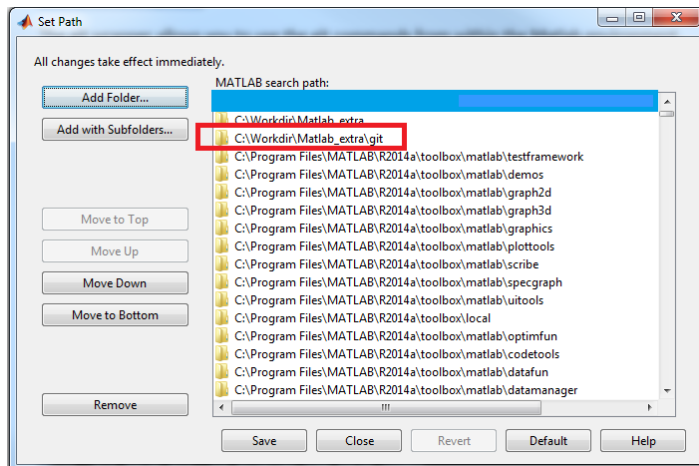 Set Path
All changes take effect immediately.
MATLAB search path:
Add Folder...
Add with Subfolders...
Move to Top
Move Up
Move Down
Move to Bottom
Remove
C:\Workdir\Matlab_extra
C:\Workdir\Matlab_extra\git
C:\Program Files\MATLAB\R2014a\toolbox\matlab\testframework
C:\Program Files\MATLAB\R2014a\toolbox\matlab\demos
C:\Program Files\MATLAB\R2014a\toolbox\matlab\graph2d
C:\Program Files\MATLAB\R2014a\toolbox\matlab\graph3d
C:\Program Files\MATLAB\R2014a\toolbox\matlab\graphics
C:\Program Files\MATLAB\R2014a\toolbox\matlab\plottools
C:\Program Files\MATLAB\R2014a\toolbox\matlab\scribe
C:\Program Files\MATLAB\R2014a\toolbox\matlab\specgraph
C:\Program Files\MATLAB\R2014a\toolbox\matlab\uitools
C:\Program Files\MATLAB\R2014a\toolbox\local
C:\Program Files\MATLAB\R2014a\toolbox\matlab\optimfun
C:\Program Files\MATLAB\R2014a\toolbox\matlab\codetools
C:\Program Files\MATLAB\R2014a\toolbox\matlab\datafun
C:\Program Files\MATLAB\R2014a\toolbox\matlab\datamanager
Save
Close
Revert
Default
Help